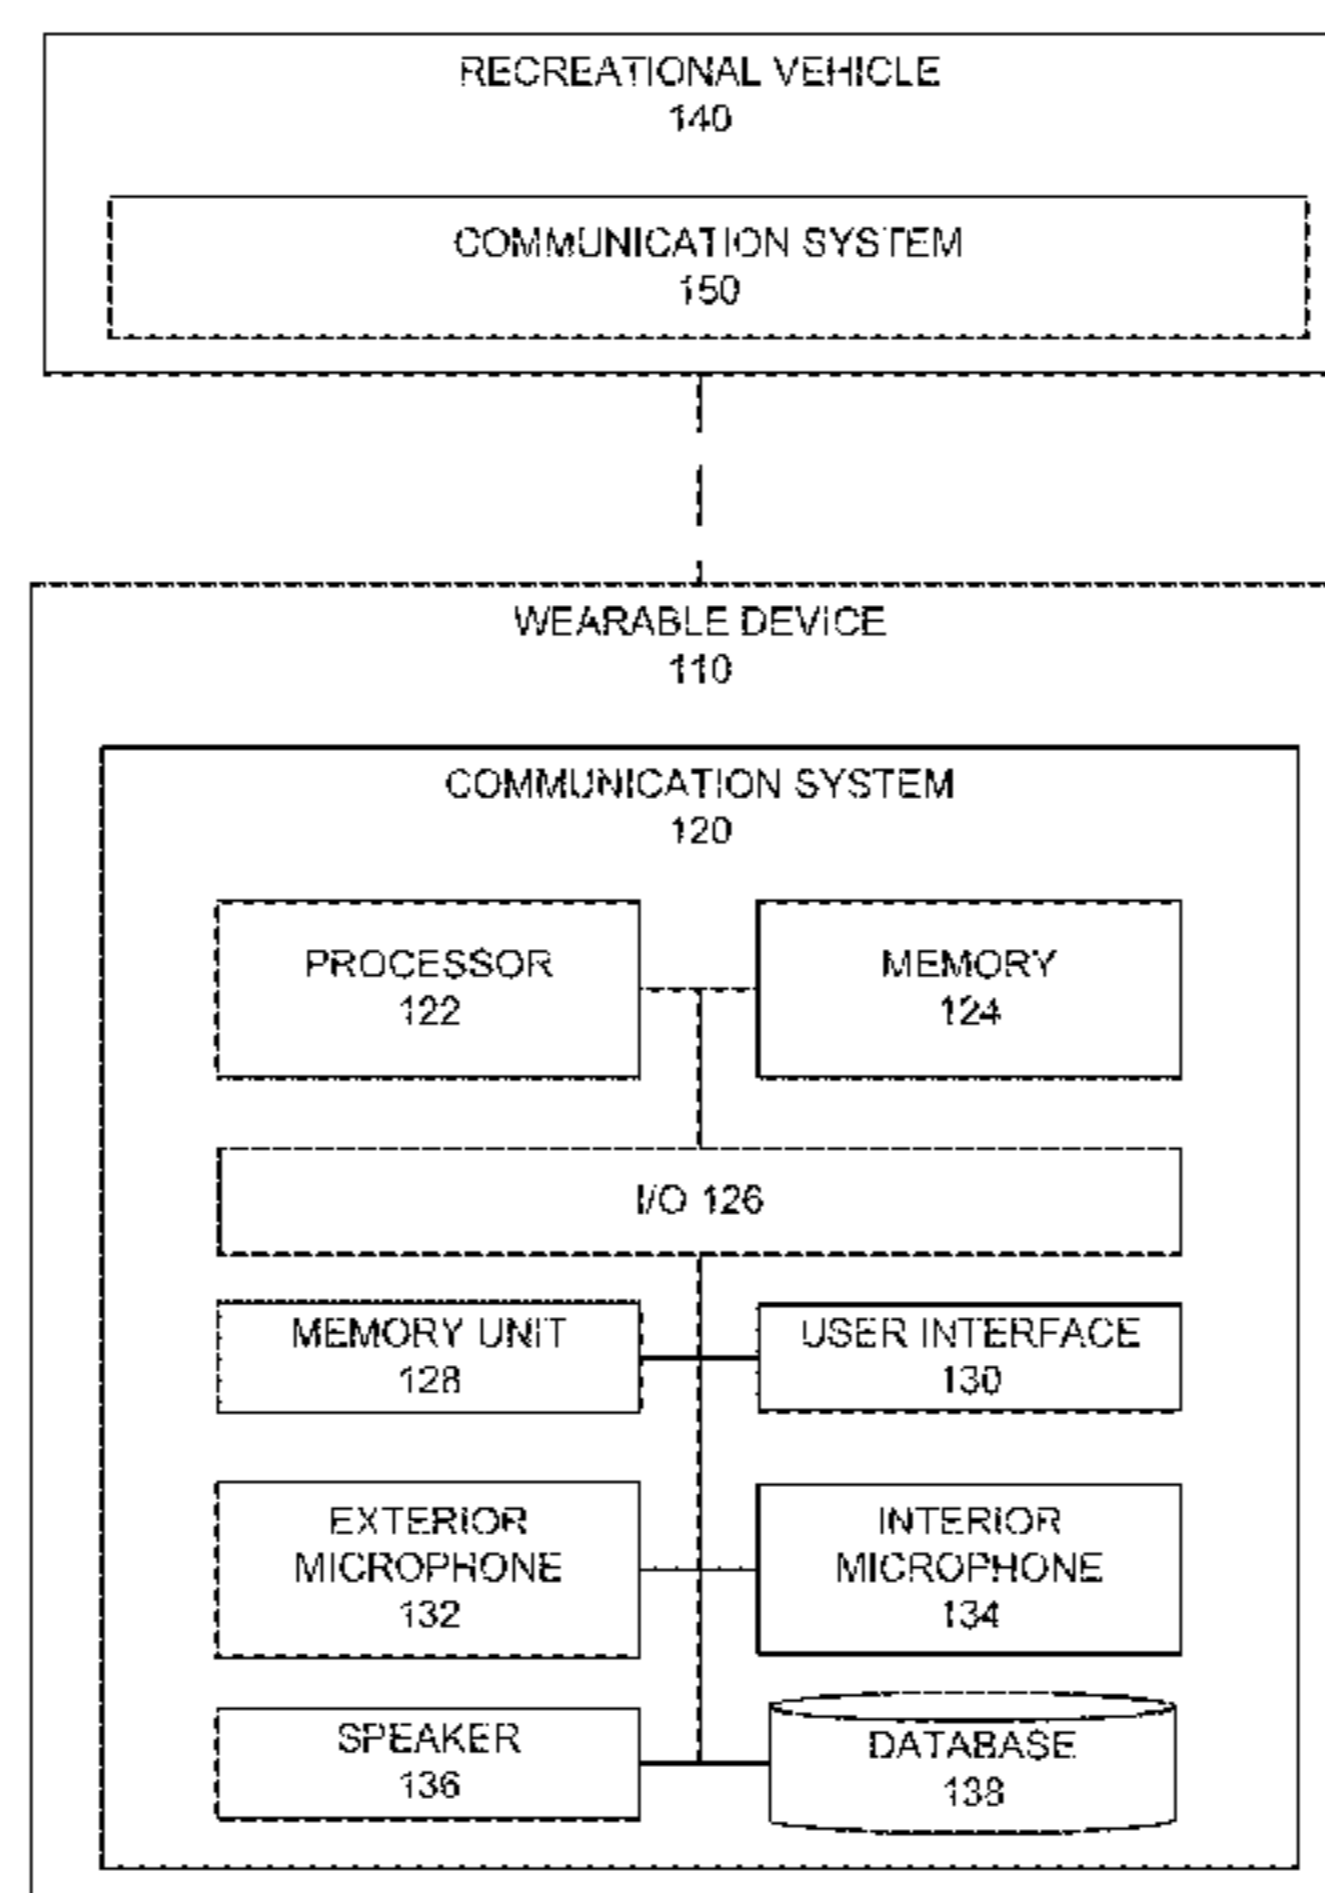 RECREATIONAL VEHICLE
140
COMMUNICATION SYSTEM
150
WEARABLE DEVICE
110
COMMUNICATION SYSTEM
120
PROCESSOR
122
MEMORY
124
I/O 126
MEMORY UNIT
128
USER INTERFACE
130
EXTERIOR
MICROPHONE
132
INTERIOR
MICROPHONE
134
SPEAKER
136
DATABASE
138